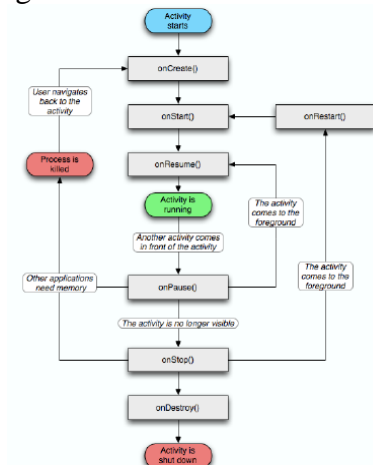 Activity
starts
onCreate()
User navigates
back to the
activity
onStart()
onRestart()
Process is
killed
onResume()
Activity is
running
The activity
comes to the
foreground
Another activity comes
in front of the activity
The activity
comes to the
foreground
Other applications
need memory
onPause()
The activity is no longer visible
onStop()
onDestroy()
Activity is
shut down